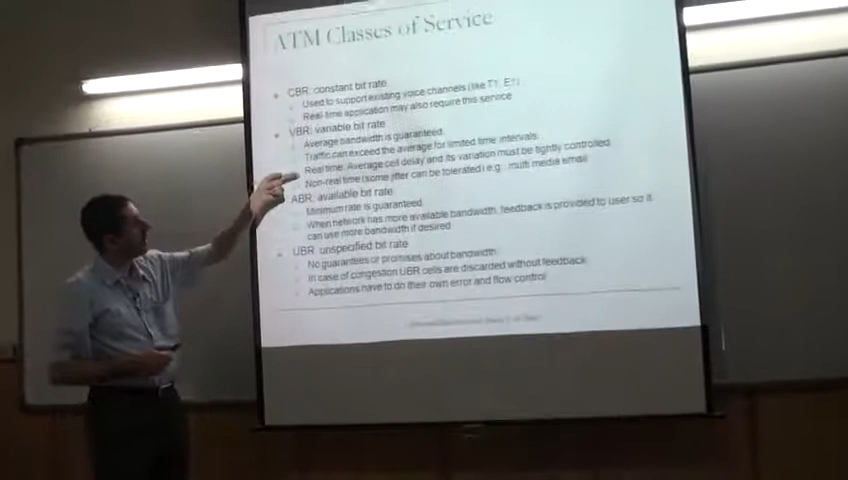 ATM Classes of Service
CBR: constant bit rate
Used to support existing voice channels (like T1, E1)
Real-time application may also require this service
VBR: variable bit rate
Average bandwidth is guaranteed
Traffic can exceed the average for limited time intervals.
Real time: Average cell delay and its variation must be tightly controlled
Non-real time (some jitter can be tolerated) e.g. multi media email
ABR: available bit rate
Minimum rate is guaranteed
When network has more available bandwidth, feedback is provided to user so it
can use more bandwidth if desired
UBR: unspecified bit rate
No guarantees or promises about bandwidth
In case of congestion UBR cells are discarded without feedback
Applications have to do their own error and flow control